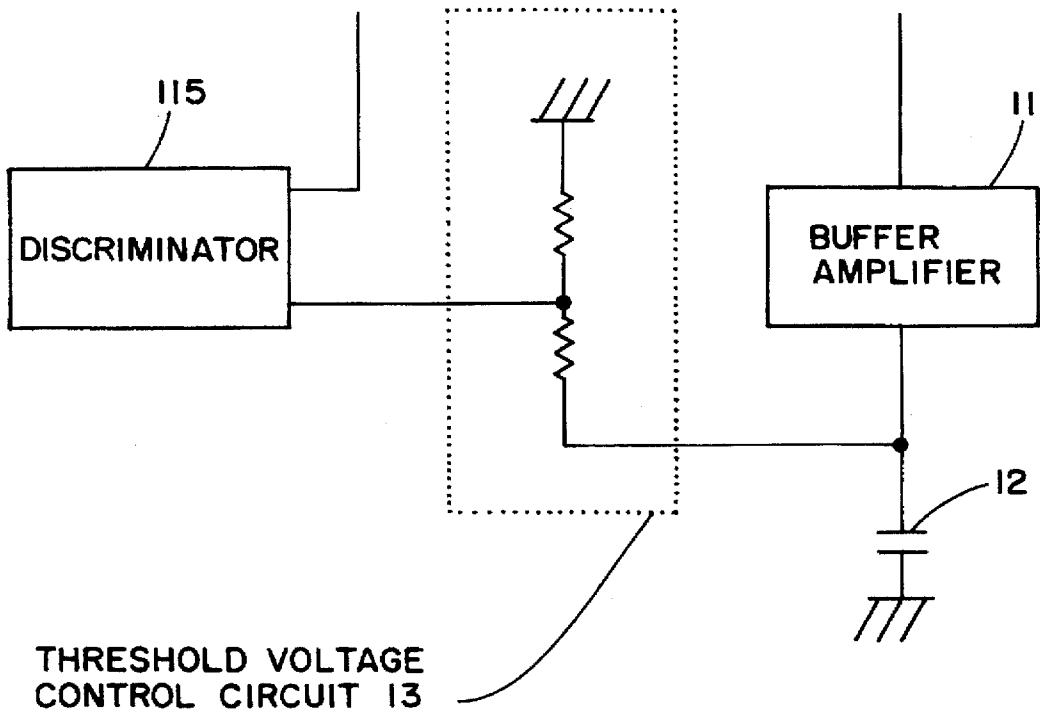 115
11
DISCRIMINATOR
BUFFER
AMPLIFIER
12
THRESHOLD VOLTAGE
CONTROL CIRCUIT 13